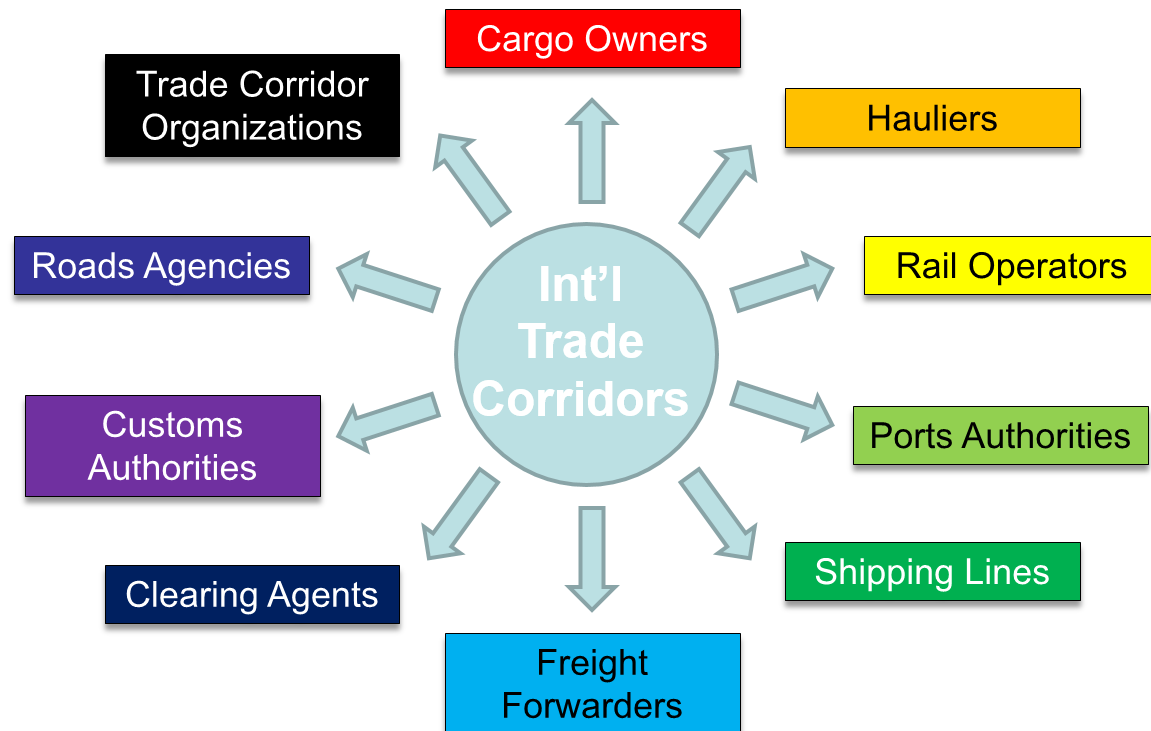 Cargo Owners
Trade Corridor
Organizations
Hauliers
Roads Agencies
Int’l
Trade
Corridors
Rail Operators
Customs
Authorities
Ports Authorities
Clearing Agents
Shipping Lines
Freight
Forwarders